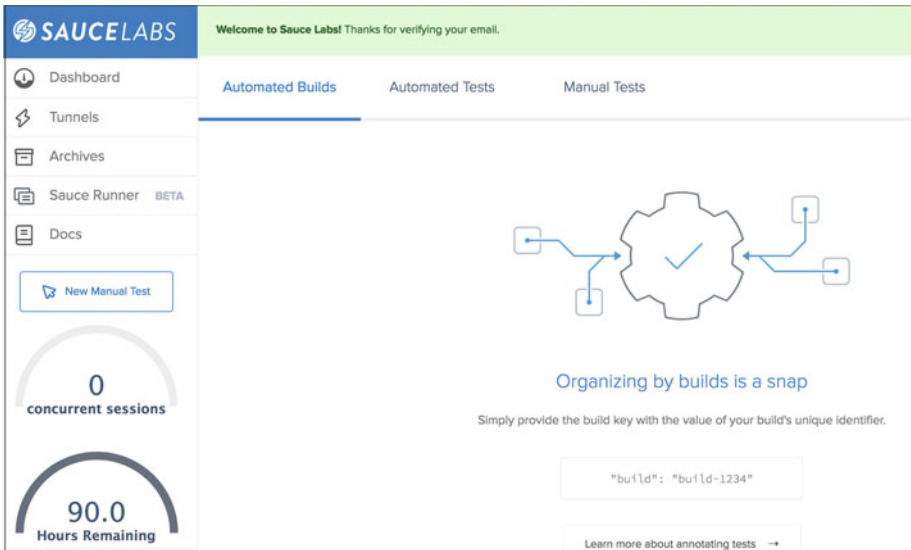 SAUCELABS
Welcome to Sauce Labs! Thanks for verifying your email.
Dashboard
Tunnels
Archives
Sauce Runner BETA
Docs
New Manual Test
0
concurrent sessions
90.0
Hours Remaining
Automated Builds Automated Tests Manual Tests
Organizing by builds is a snap
Simply provide the build key with the value of your build's unique identifier.
"build": "build-1234"
Learn more about annotating tests →